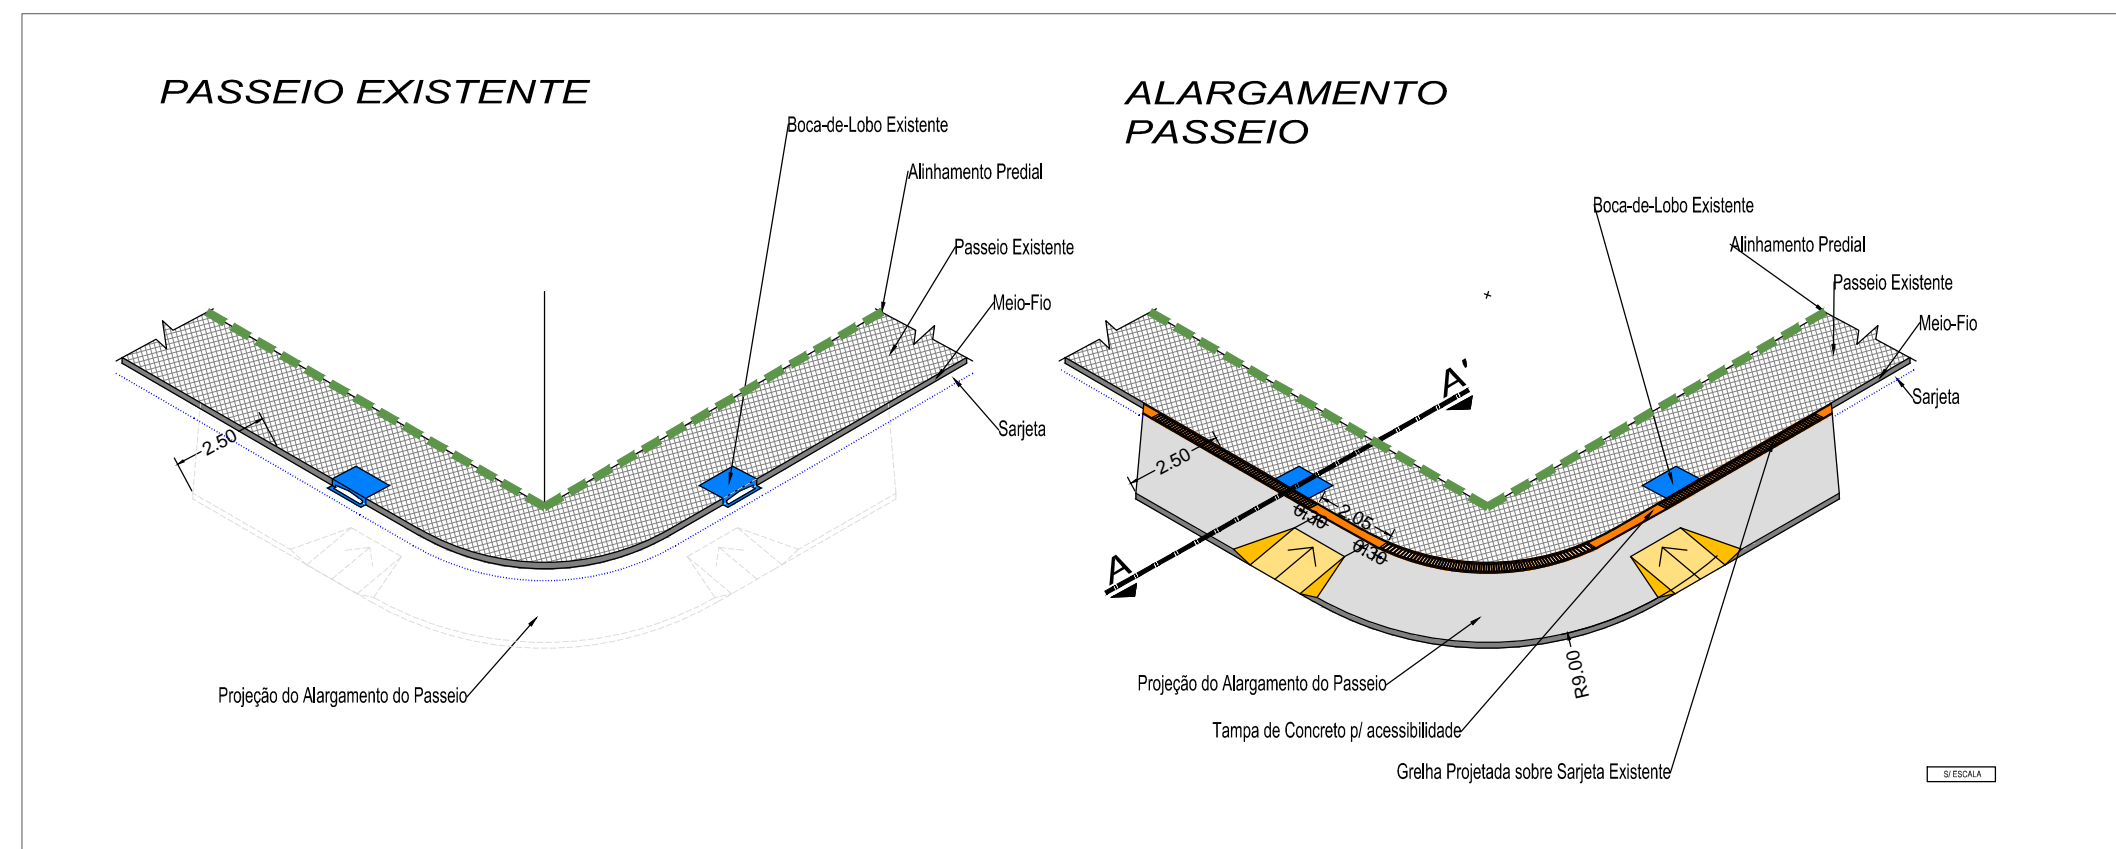 PASSEIO EXISTENTE
Boca-de-Lobo Existente
Alinhamento Predial
Passeio Existente
Meio-Fio
Sarjeta
2.50
Projeção do Alargamento do Passeio
ALARGAMENTO
PASSEIO
Boca-de-Lobo Existente
Alinhamento Predial
Passeio Existente
Meio-Fio
Sarjeta
A'
2.50
0.30
2.05
0.30
A
R9.00
Projeção do Alargamento do Passeio
Tampa de Concreto p/ acessibilidade
Grelha Projetada sobre Sarjeta Existente
S/ ESCALA